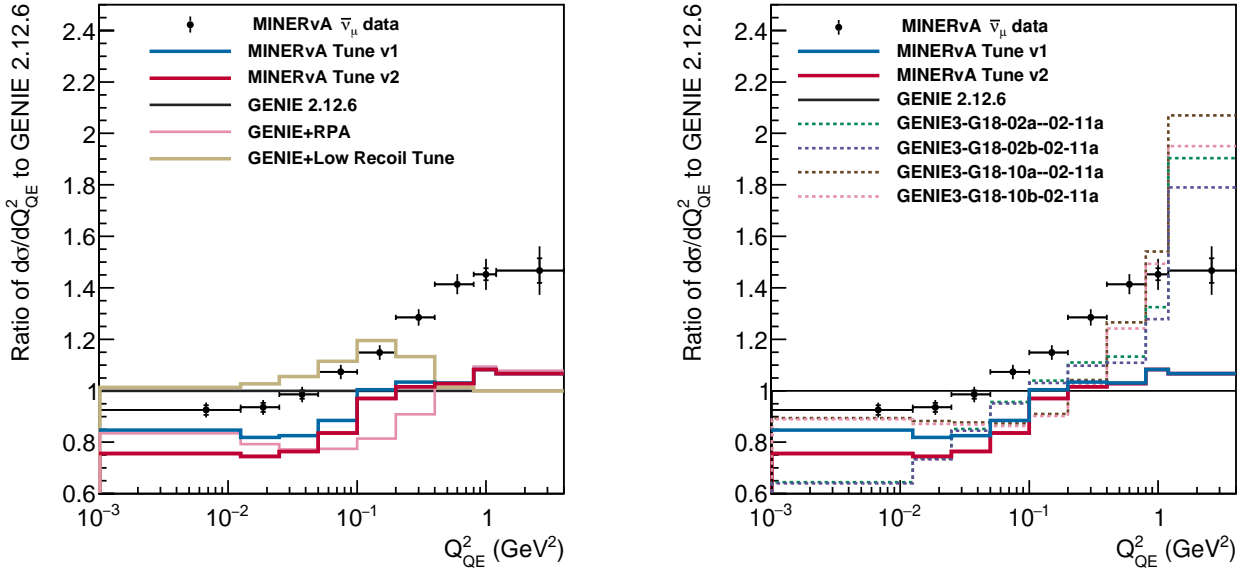 Ratio of dσ/dQ²_QE to GENIE 2.12.6
2.4
2.2
2
1.8
1.6
1.4
1.2
1
0.8
0.6
MINERvA ν̄_μ data
MINERvA Tune v1
MINERvA Tune v2
GENIE 2.12.6
GENIE+RPA
GENIE+Low Recoil Tune
10⁻³
10⁻²
10⁻¹
1
Q²_QE (GeV²)
Ratio of dσ/dQ²_QE to GENIE 2.12.6
2.4
2.2
2
1.8
1.6
1.4
1.2
1
0.8
0.6
MINERvA ν̄_μ data
MINERvA Tune v1
MINERvA Tune v2
GENIE 2.12.6
GENIE3-G18-02a--02-11a
GENIE3-G18-02b-02-11a
GENIE3-G18-10a--02-11a
GENIE3-G18-10b-02-11a
10⁻³
10⁻²
10⁻¹
1
Q²_QE (GeV²)